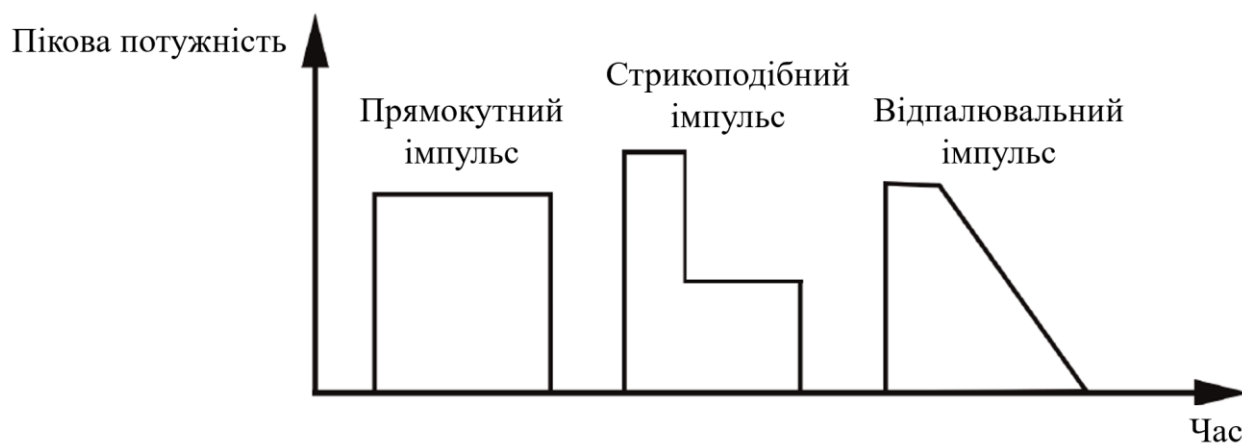 Пікова потужність
Прямокутний
імпульс
Стрикоподібний
імпульс
Відпалювальний
імпульс
Час